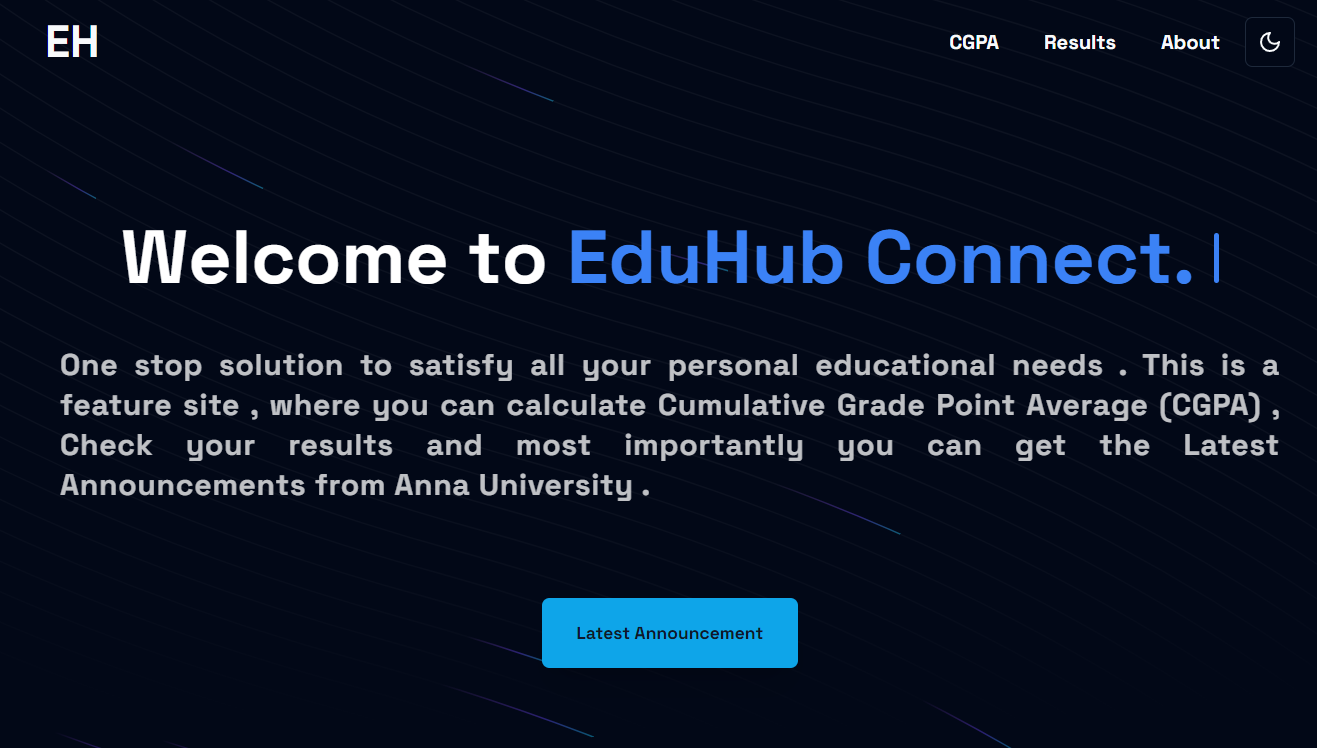 EH
CGPA Results About
Welcome to EduHub Connect.
One stop solution to satisfy all your personal educational needs . This is a
feature site , where you can calculate Cumulative Grade Point Average (CGPA) ,
Check your results and most importantly you can get the Latest
Announcements from Anna University .
Latest Announcement